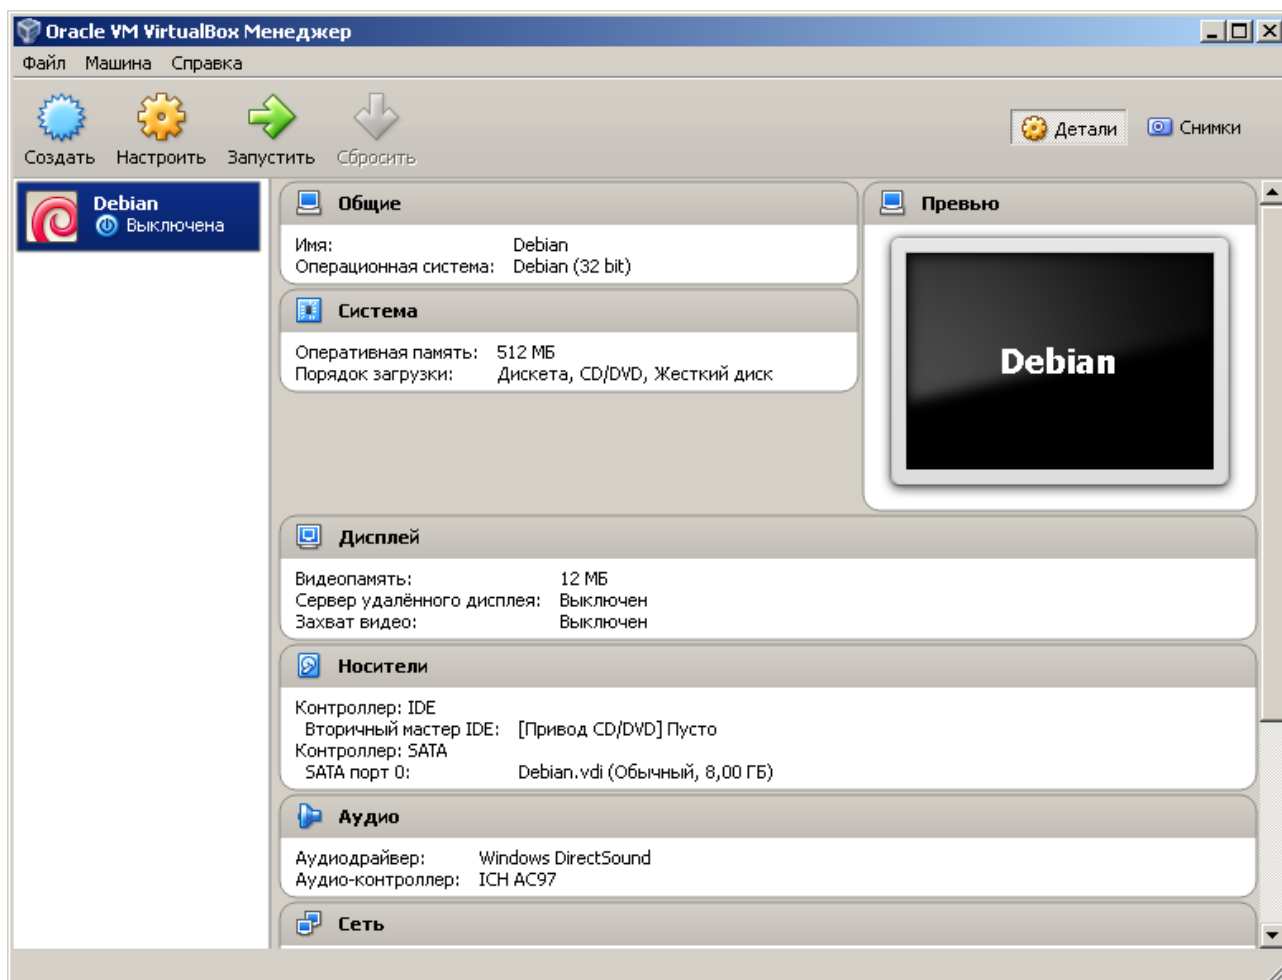 Oracle VM VirtualBox Менеджер
Файл Машина Справка
Создать Настроить Запустить Сбросить
Детали Снимки
Debian
Выключена
Общие
Имя: Debian
Операционная система: Debian (32 bit)
Система
Оперативная память: 512 МБ
Порядок загрузки: Дискета, CD/DVD, Жесткий диск
Превью
Debian
Дисплей
Видеопамять: 12 МБ
Сервер удалённого дисплея: Выключен
Захват видео: Выключен
Носители
Контроллер: IDE
Вторичный мастер IDE: [Привод CD/DVD] Пусто
Контроллер: SATA
SATA порт 0: Debian.vdi (Обычный, 8,00 ГБ)
Аудио
Аудиодрайвер: Windows DirectSound
Аудио-контроллер: ICH AC97
Сеть